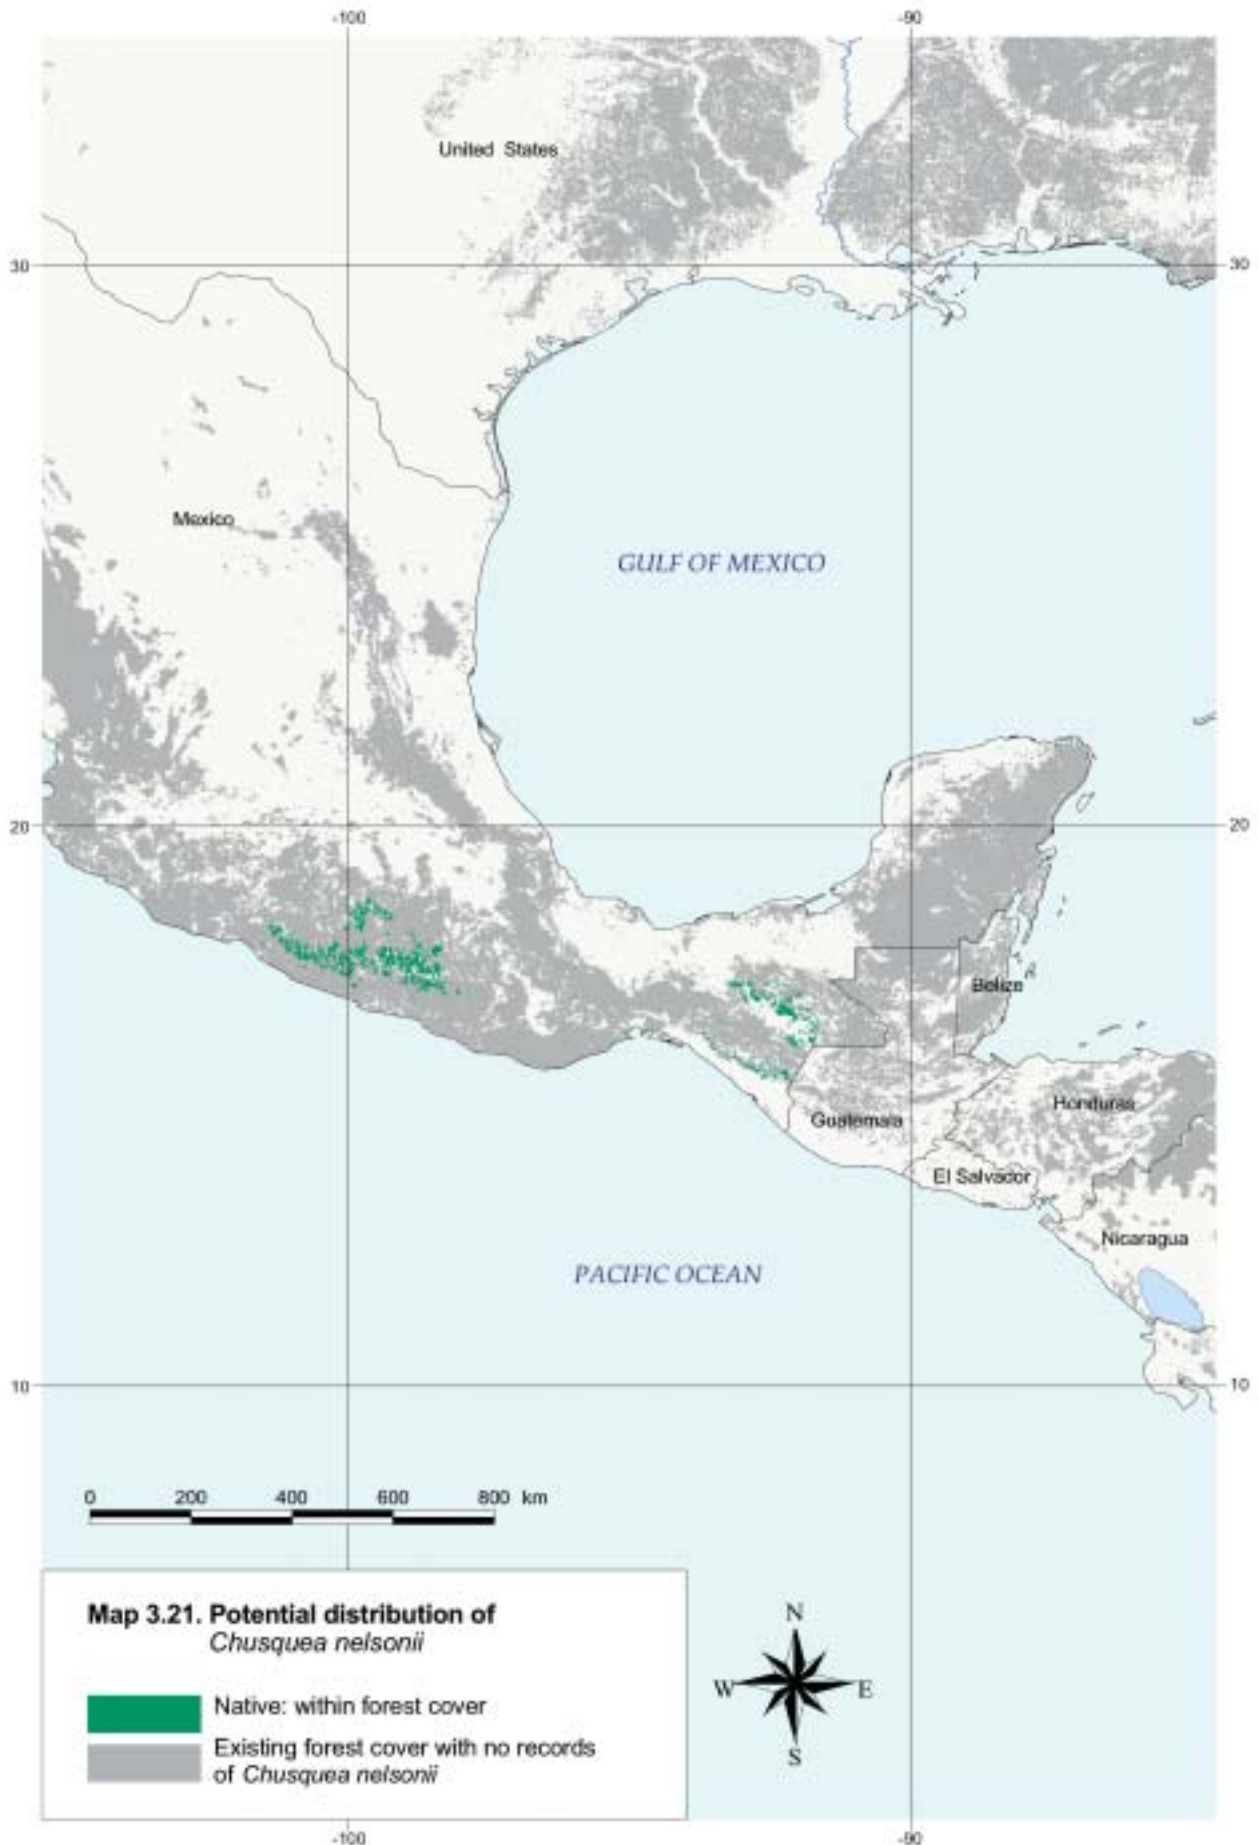 -100
-90
United States
30
30
Mexico
GULF OF MEXICO
20
20
Belize
Honduras
Guatemala
El Salvador
Nicaragua
PACIFIC OCEAN
10
10
0 200 400 600 800 km
Map 3.21. Potential distribution of
Chusquea nelsonii
Native: within forest cover
Existing forest cover with no records
of Chusquea nelsonii
N
W
E
S
-100
-90